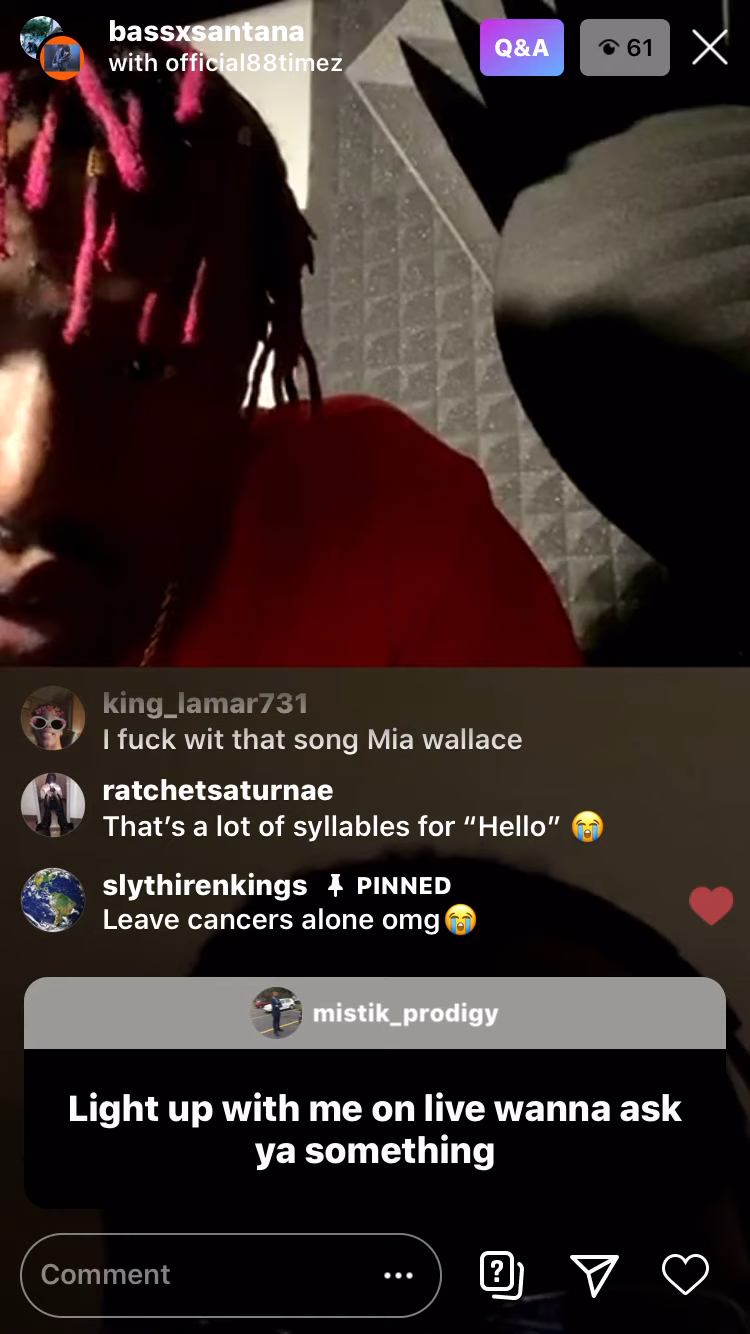 bassxsantana
with official88timez
Q&A
61
king_lamar731
I fuck wit that song Mia wallace
ratchetsaturnae
That’s a lot of syllables for “Hello” 😭
slythirenkings PINNED
Leave cancers alone omg😭
mistik_prodigy
Light up with me on live wanna ask
ya something
Comment